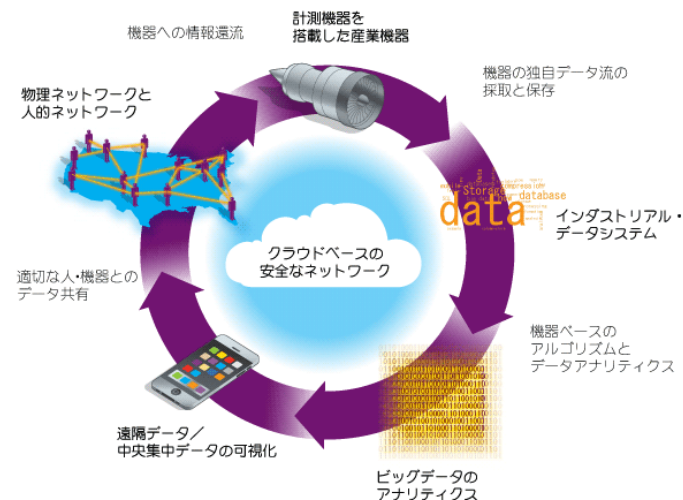 機器への情報還流
計測機器を
搭載した産業機器
機器の独自データ流の
採取と保存
物理ネットワークと
人的ネットワーク
Data
Storage
database
data
インダストリアル・
データシステム
クラウドベースの
安全なネットワーク
適切な人・機器との
データ共有
機器ベースの
アルゴリズムと
データアナリティクス
遠隔データ／
中央集中データの可視化
ビッグデータの
アナリティクス